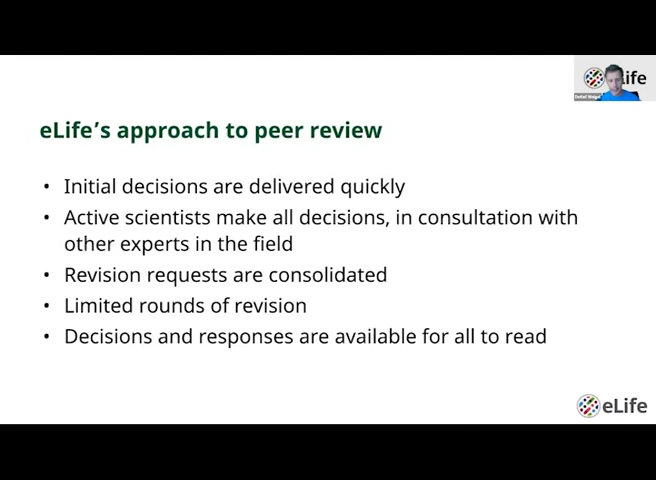 eLife
eLife's approach to peer review
• Initial decisions are delivered quickly
• Active scientists make all decisions, in consultation with
other experts in the field
• Revision requests are consolidated
• Limited rounds of revision
• Decisions and responses are available for all to read
eLife